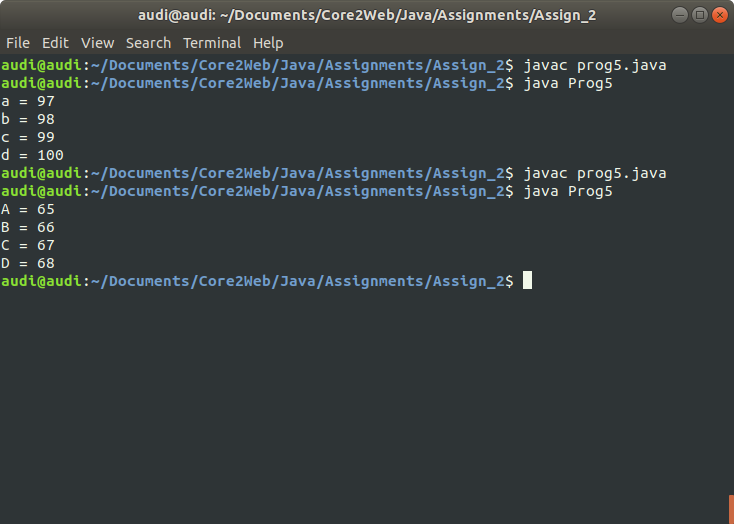 audi@audi: ~/Documents/Core2Web/Java/Assignments/Assign_2
File Edit View Search Terminal Help
audi@audi:~/Documents/Core2Web/Java/Assignments/Assign_2$ javac prog5.java
audi@audi:~/Documents/Core2Web/Java/Assignments/Assign_2$ java Prog5
a = 97
b = 98
c = 99
d = 100
audi@audi:~/Documents/Core2Web/Java/Assignments/Assign_2$ javac prog5.java
audi@audi:~/Documents/Core2Web/Java/Assignments/Assign_2$ java Prog5
A = 65
B = 66
C = 67
D = 68
audi@audi:~/Documents/Core2Web/Java/Assignments/Assign_2$